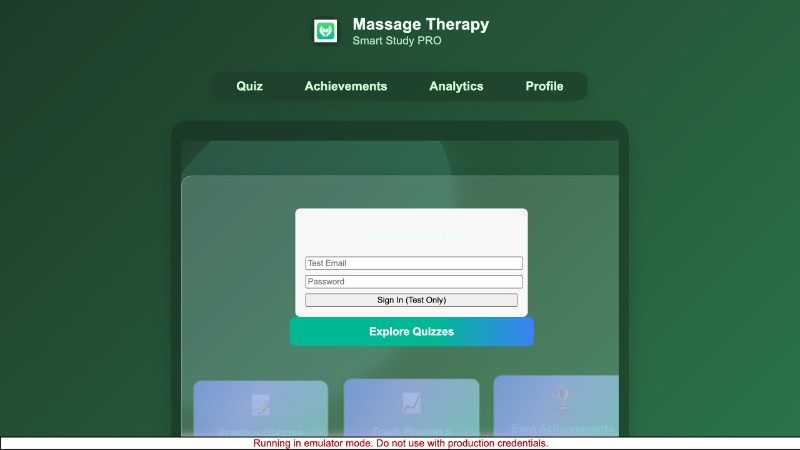 Massage Therapy
Smart Study PRO
Quiz Achievements Analytics Profile
Test Email
Password
Sign In (Test Only)
Explore Quizzes
Practice Quizzes Track Progress Earn Achievements
Running in emulator mode. Do not use with production credentials.